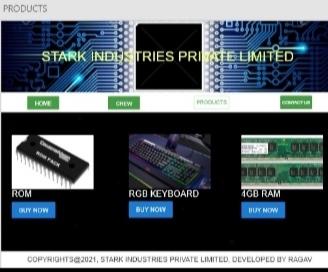 PRODUCTS
STARK INDUSTRIES PRIVATE LIMITED
HOME
CREW
PRODUCTS
CONTACT US
ROM
RGB KEYBOARD
4GB RAM
BUY NOW
BUY NOW
BUY NOW
COPYRIGHTS@2021, STARK INDUSTRIES PRIVATE LIMITED, DEVELOPED BY RAGAV